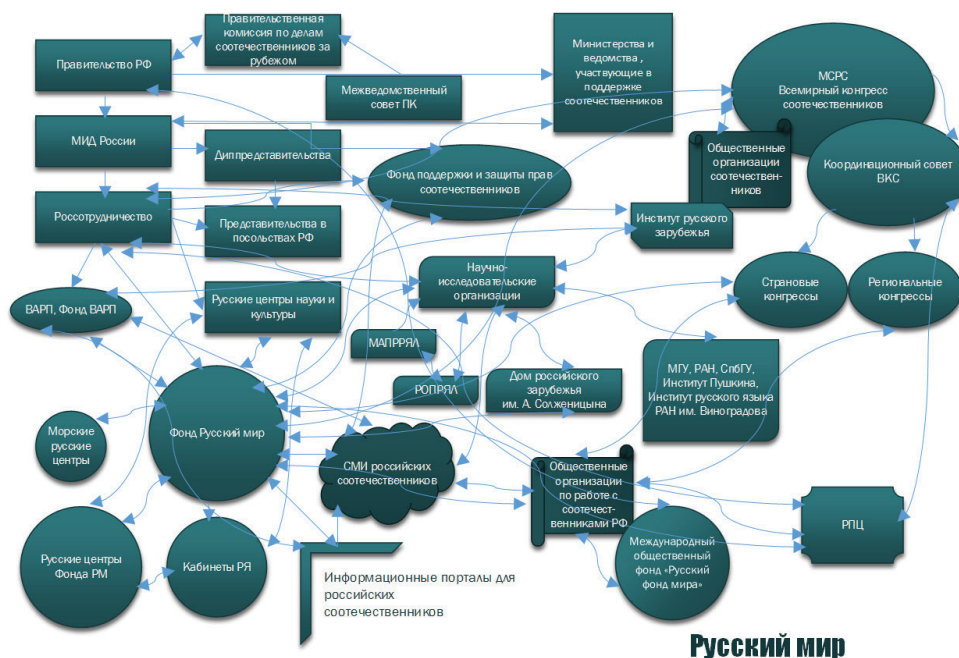 Правительство РФ
Правительственная
комиссия по делам
соотечественников за
рубежом
Межведомственный
совет ПК
Министерства и
ведомства ,
участвующие в
поддержке
соотечественников
МСРС
Всемирный конгресс
соотечественников
МИД России
Диппредставительства
Фонд поддержки и защиты прав
соотечественников
Общественные
организации
соотечествен-
ников
Координационный совет
ВКС
Россотрудничество
Представительства в
посольствах РФ
Институт русского
зарубежья
Научно-
исследовательские
организации
Страновые
конгрессы
Региональные
конгрессы
ВАРП, Фонд ВАРП
Русские центры науки и
культуры
МАПРРЯЛ
РОПРЯЛ
Дом российского
зарубежья
им. А. Солженицына
МГУ, РАН, СпбГУ,
Институт Пушкина,
Институт русского языка
РАН им. Виноградова
Морские
русские
центры
Фонд Русский мир
СМИ российских
соотечественников
Общественные
организации
по работе с
соотечест-
венниками РФ
РПЦ
Русские центры
Фонда РМ
Кабинеты РЯ
Информационные порталы для
российских
соотечественников
Международный
общественный
фонд «Русский
фонд мира»
Русский мир